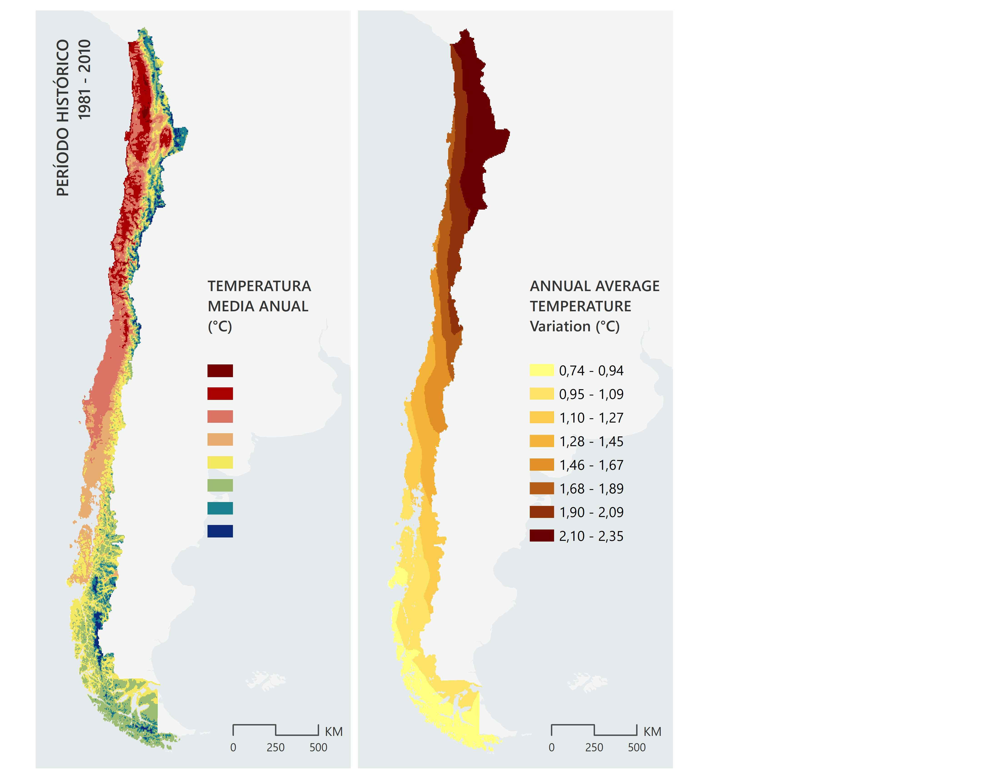 PERÍODO HISTÓRICO
1981 - 2010
TEMPERATURA
MEDIA ANUAL
(°C)
KM
0 250 500
ANNUAL AVERAGE
TEMPERATURE
Variation (°C)
0,74 - 0,94
0,95 - 1,09
1,10 - 1,27
1,28 - 1,45
1,46 - 1,67
1,68 - 1,89
1,90 - 2,09
2,10 - 2,35
KM
0 250 500